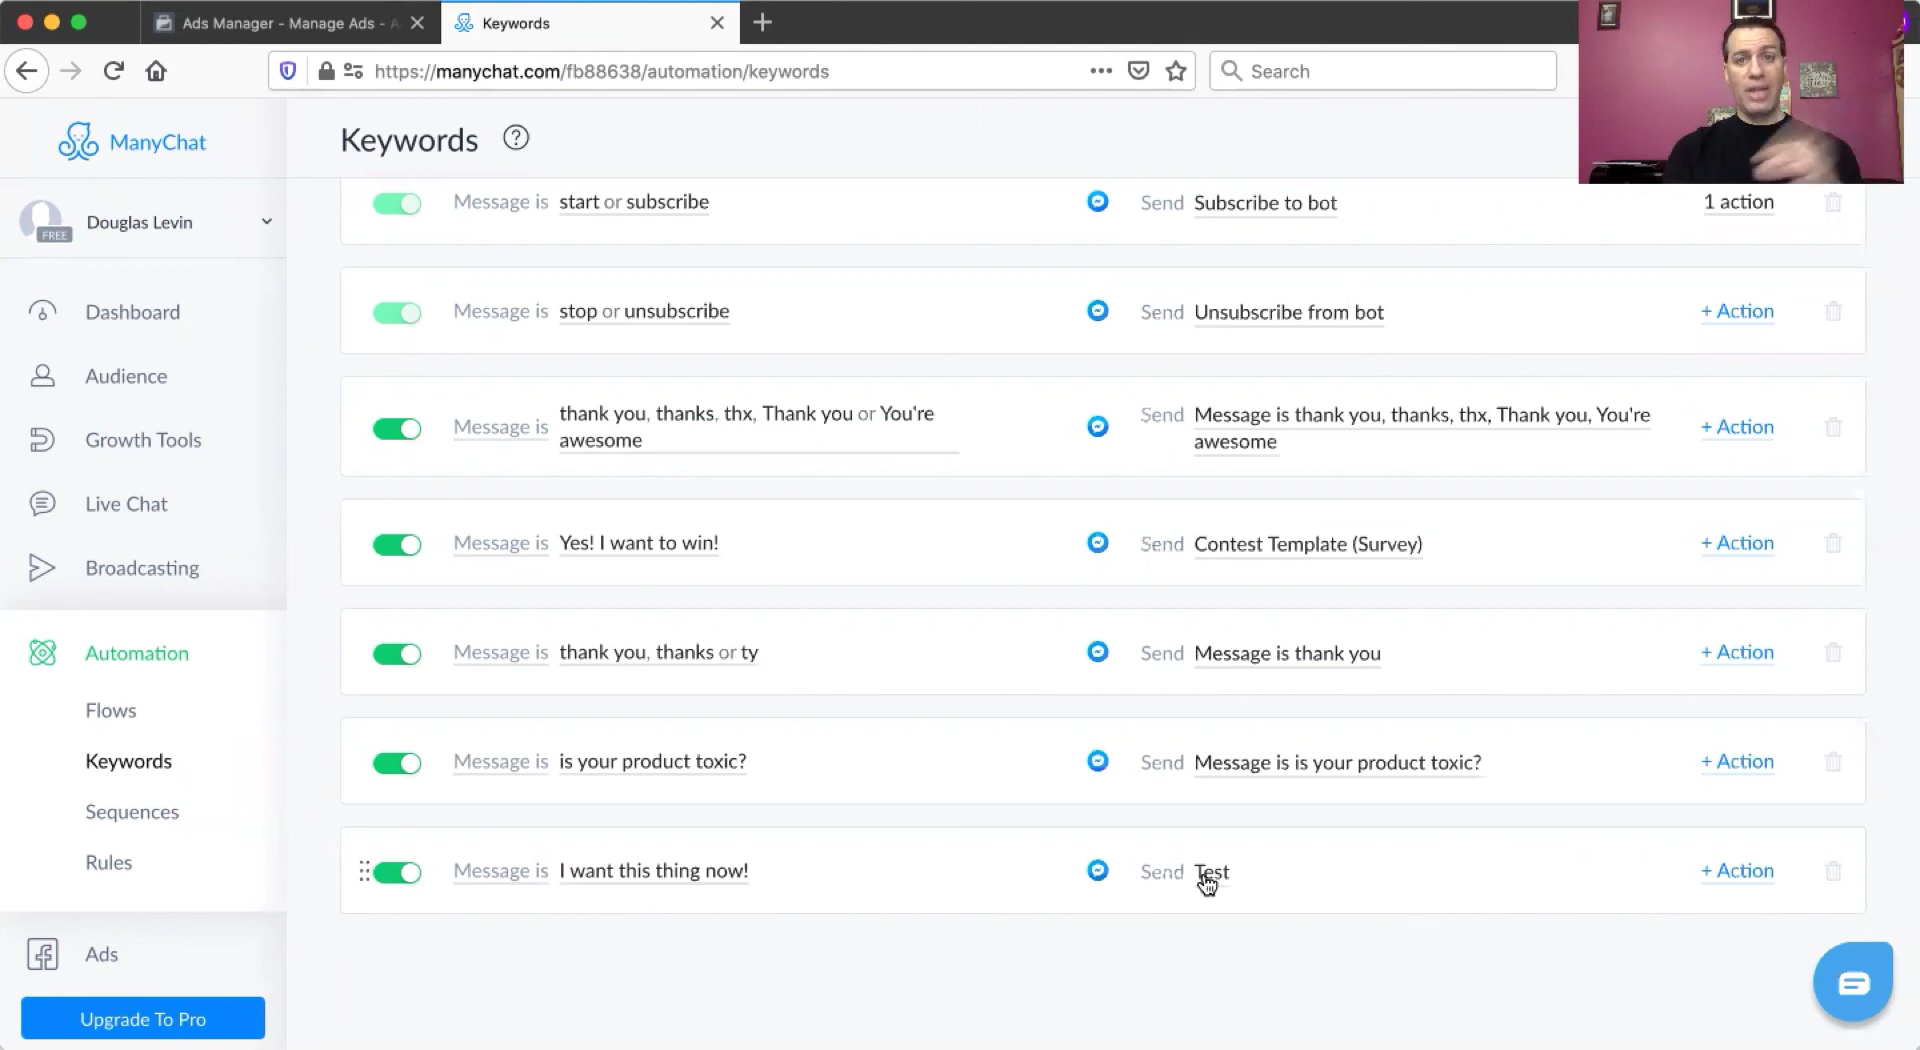 Ads Manager - Manage Ads - A
Keywords
https://manychat.com/fb88638/automation/keywords
Search
ManyChat
Keywords
Douglas Levin
FREE
Dashboard
Audience
Growth Tools
Live Chat
Broadcasting
Automation
Flows
Keywords
Sequences
Rules
Ads
Upgrade To Pro
Message is start or subscribe Send Subscribe to bot 1 action
Message is stop or unsubscribe Send Unsubscribe from bot + Action
Message is thank you, thanks, thx, Thank you or You're
awesome
Send Message is thank you, thanks, thx, Thank you, You're
awesome
+ Action
Message is Yes! I want to win! Send Contest Template (Survey) + Action
Message is thank you, thanks or ty Send Message is thank you + Action
Message is is your product toxic? Send Message is is your product toxic? + Action
Message is I want this thing now! Send Test + Action